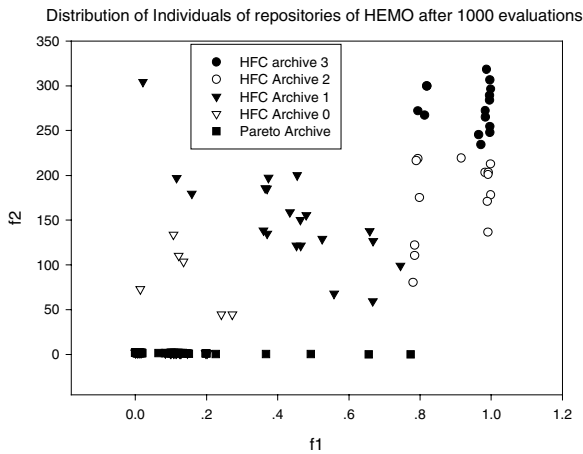 Distribution of Individuals of repositories of HEMO after 1000 evaluations
350
300
250
200
150
100
50
0
f2
HFC archive 3
HFC Archive 2
HFC Archive 1
HFC Archive 0
Pareto Archive
0.0 .2 .4 .6 .8 1.0 1.2
f1